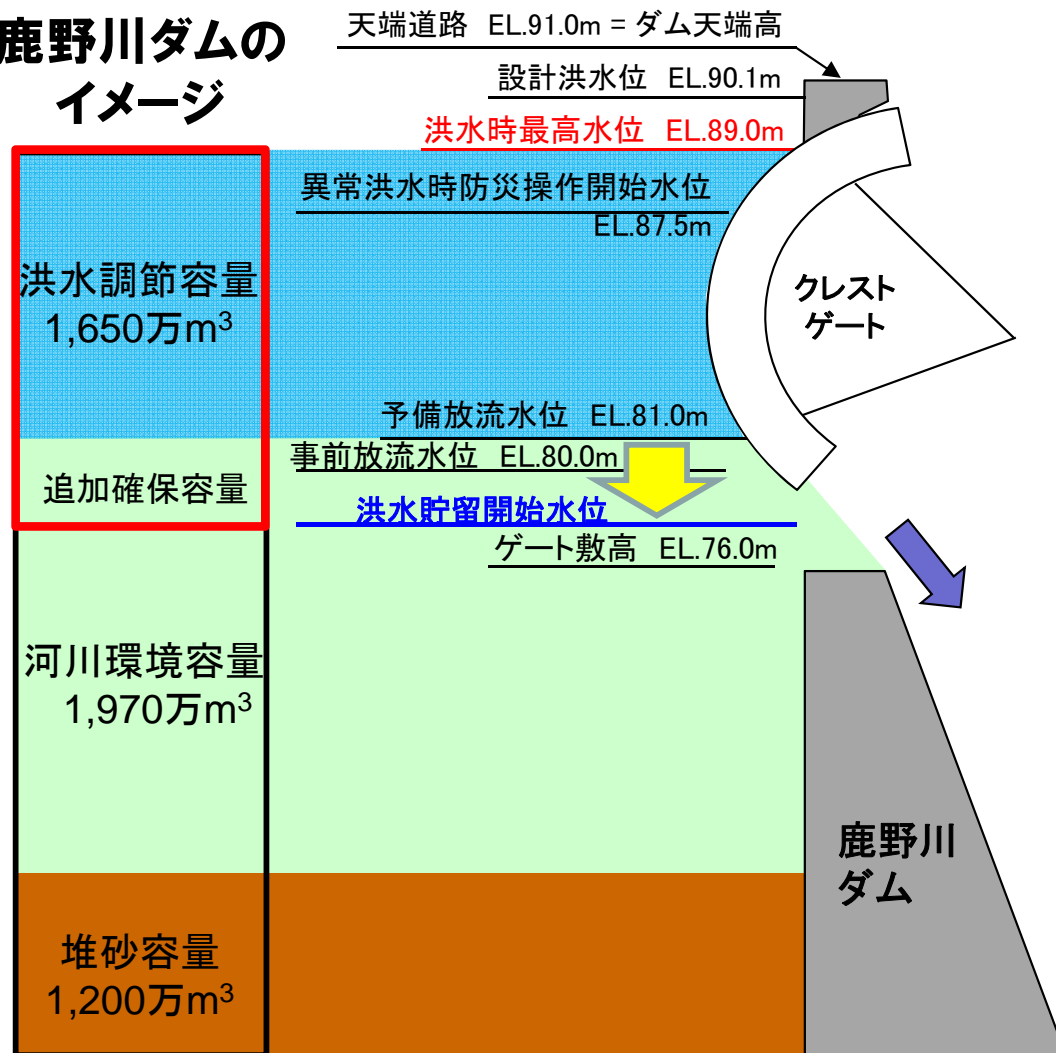 鹿野川ダムの
イメージ
天端道路 EL.91.0m = ダム天端高
設計洪水位 EL.90.1m
洪水時最高水位 EL.89.0m
異常洪水時防災操作開始水位
EL.87.5m
洪水調節容量
1,650万m³
クレスト
ゲート
予備放流水位 EL.81.0m
事前放流水位 EL.80.0m
追加確保容量
洪水貯留開始水位
ゲート敷高 EL.76.0m
河川環境容量
1,970万m³
鹿野川
ダム
堆砂容量
1,200万m³